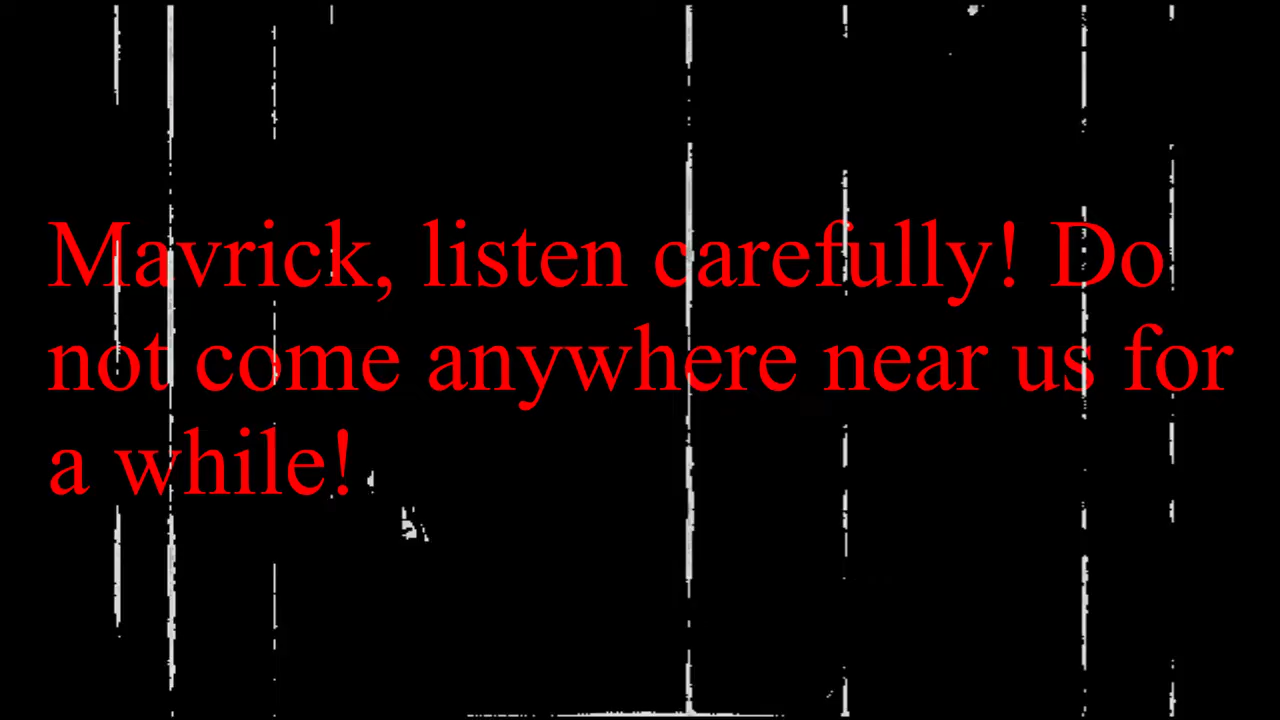 Mavrick, listen carefully! Do
not come anywhere near us for
a while!